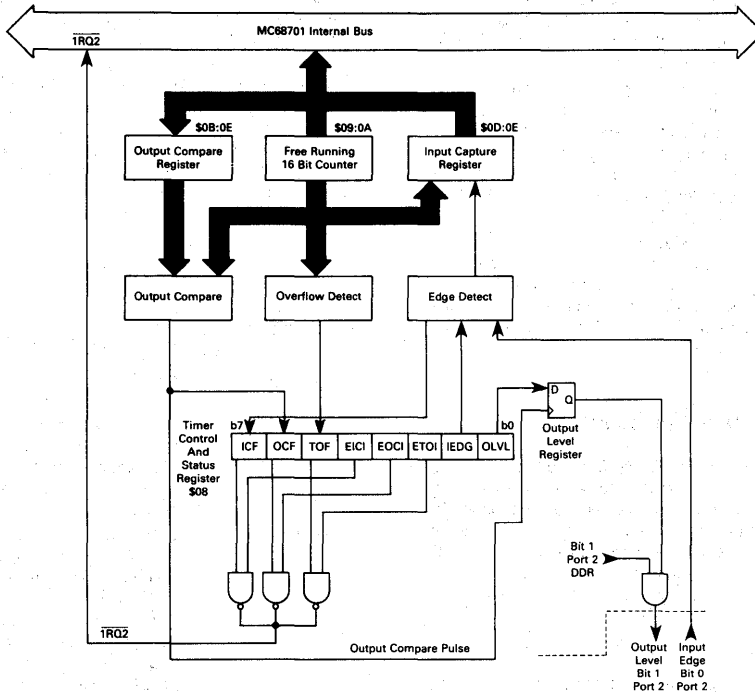 MC68701 Internal Bus
1RQ2
$0B:0E
$09:0A
$0D:0E
Output Compare
Register
Free Running
16 Bit Counter
Input Capture
Register
Output Compare
Overflow Detect
Edge Detect
Timer
Control
And
Status
Register
$08
b7
b0
ICF OCF TOF EICI EOCI ETOI IEDG OLVL
D
Q
Output
Level
Register
Bit 1
Port 2
DDR
1RQ2
Output Compare Pulse
Output
Level
Bit 1
Port 2
Input
Edge
Bit 0
Port 2